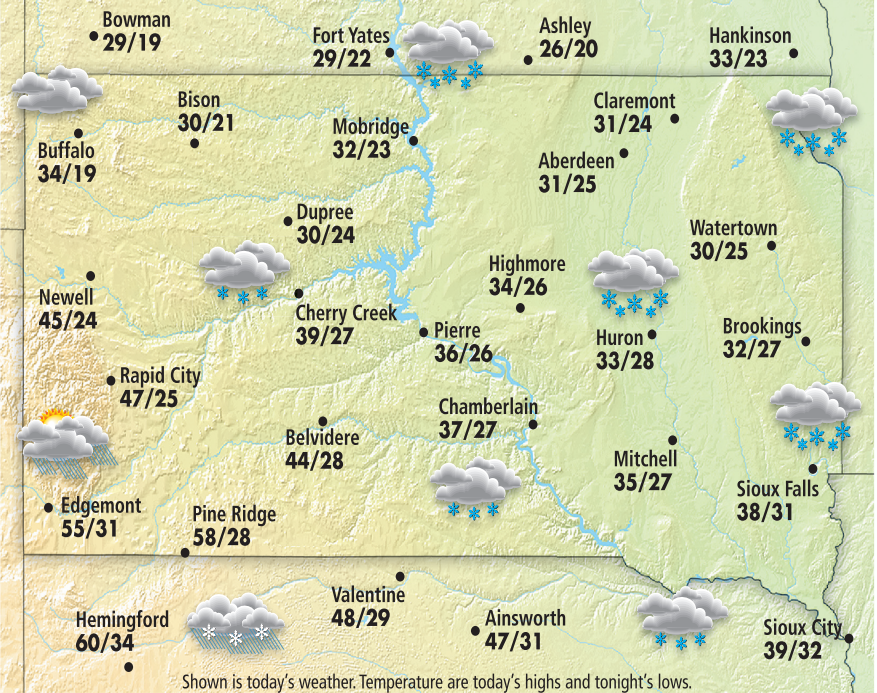 Bowman
29/19
Fort Yates
29/22
Ashley
26/20
Hankinson
33/23
Bison
30/21
Claremont
31/24
Mobridge
32/23
Buffalo
34/19
Aberdeen
31/25
Dupree
30/24
Watertown
30/25
Highmore
34/26
Newell
45/24
Cherry Creek
39/27
Pierre
36/26
Huron
33/28
Brookings
32/27
Rapid City
47/25
Chamberlain
37/27
Belvidere
44/28
Mitchell
35/27
Sioux Falls
38/31
Edgemont
55/31
Pine Ridge
58/28
Valentine
48/29
Hemingford
60/34
Ainsworth
47/31
Sioux City
39/32
Shown is today's weather. Temperature are today's highs and tonight's lows.